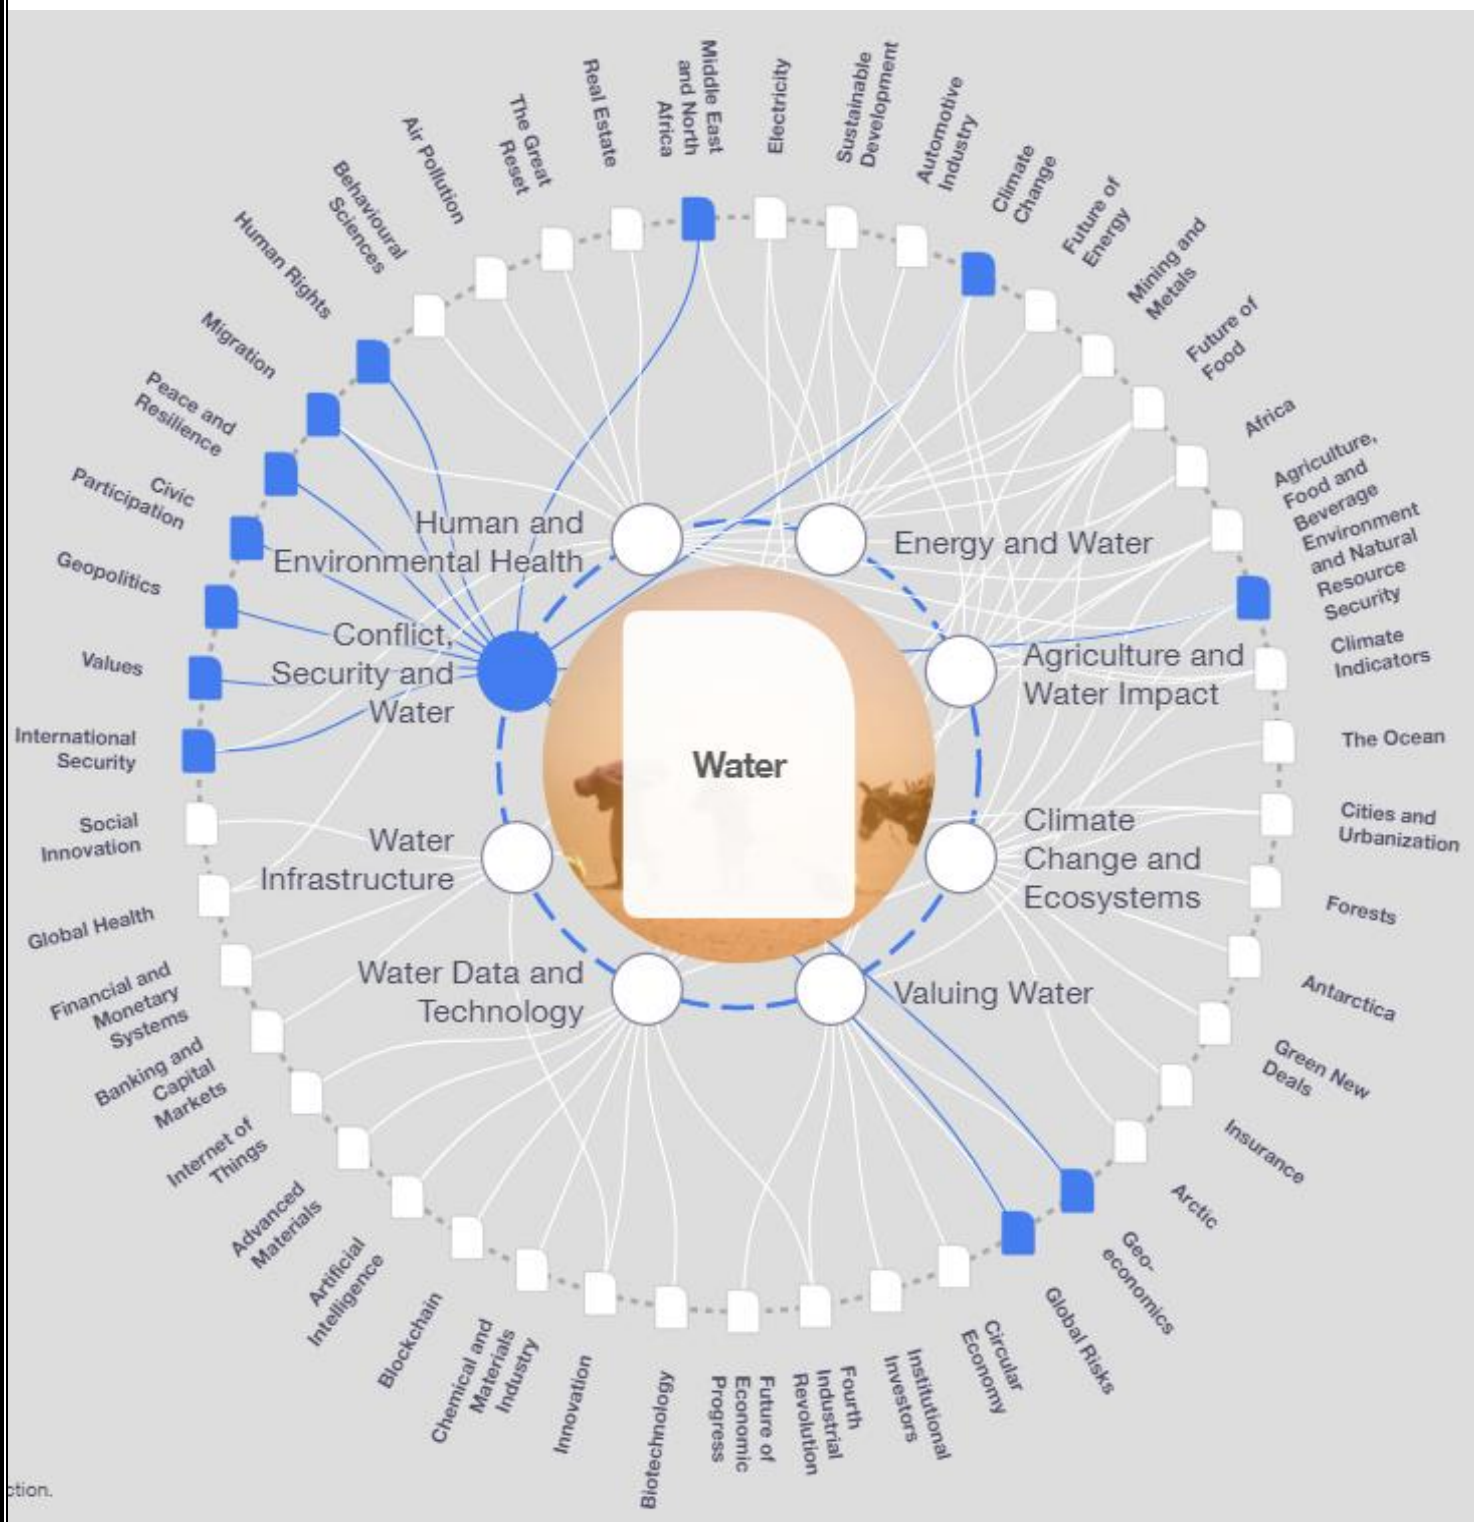 Middle East
and North
Africa
Electricity
Sustainable
Development
Automotive
Industry
Climate
Change
Future of
Energy
Mining and
Metals
Future of
Food
Africa
Agriculture,
Food and
Beverage
Environment
and Natural
Resource
Security
Climate
Indicators
The Ocean
Cities and
Urbanization
Forests
Antarctica
Green New
Deals
Insurance
Arctic
Geo-
economics
Global Risks
Circular
Economy
Institutional
Investors
Fourth
Industrial
Revolution
Future of
Economic
Progress
Biotechnology
Innovation
Chemical and
Materials
Industry
Blockchain
Artificial
Intelligence
Advanced
Materials
Internet of
Things
Banking and
Capital
Markets
Financial and
Monetary
Systems
Global Health
Social
Innovation
International
Security
Values
Geopolitics
Civic
Participation
Peace and
Resilience
Migration
Human Rights
Behavioural
Sciences
Air Pollution
The Great
Reset
Real Estate
Human and
Environmental Health
Energy and Water
Conflict,
Security and
Water
Agriculture and
Water Impact
Water
Water
Infrastructure
Climate
Change and
Ecosystems
Water Data and
Technology
Valuing Water
ction.